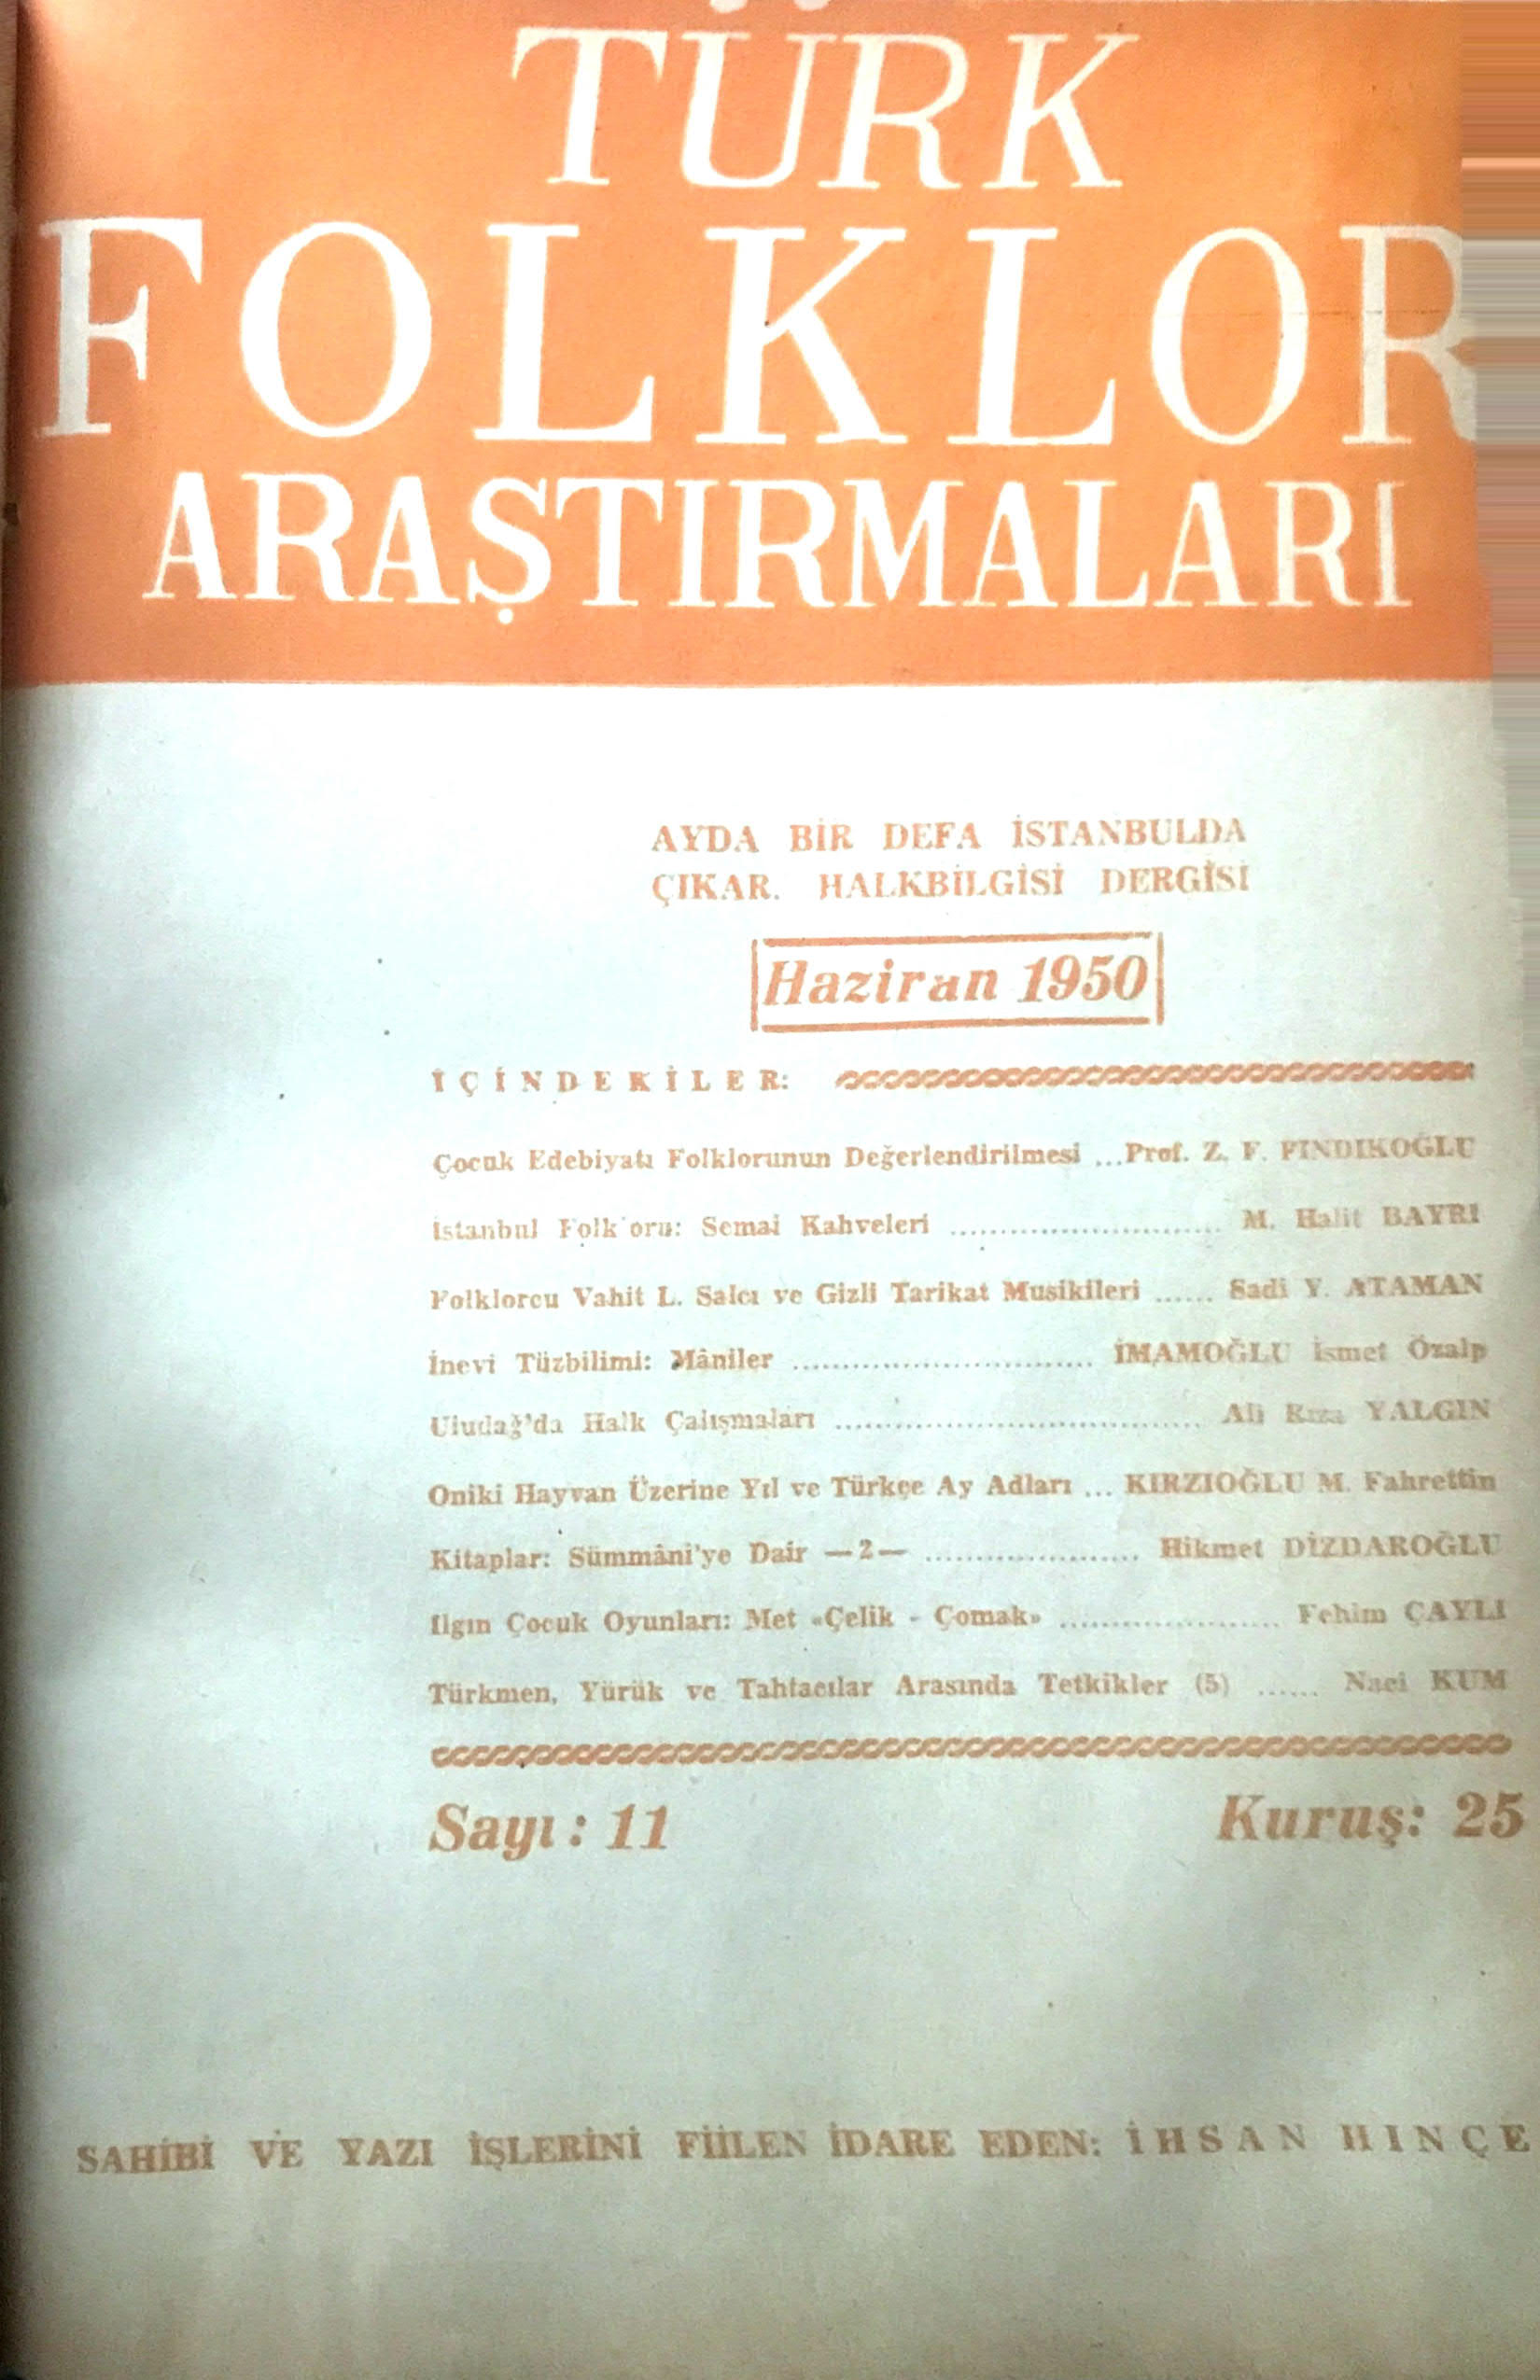 TÜRK
FOLKLOR
ARAŞTIRMALARI
AYDA BİR DEFA İSTANBULDA
ÇIKAR. HALKBİLGİSİ DERGİSİ
Haziran 1950
İÇİNDEKİLER:
Çocuk Edebiyatı Folklorunun Değerlendirilmesi ... Prof. Z. F. FINDIKOĞLU
İstanbul Folk oru: Semai Kahveleri ........................... M. Halit BAYRI
Folklorcu Vahit L. Salcı ve Gizli Tarikat Musikileri ...... Sadi Y. ATAMAN
İnevi Tüzbilimi: Mâniler .............................. İMAMOĞLU İsmet Özalp
Uludağ'da Halk Çalışmaları .................................... Ali Rıza YALGIN
Oniki Hayvan Üzerine Yıl ve Türkçe Ay Adları ... KIRZIOĞLU M. Fahrettin
Kitaplar: Sümmâni'ye Dair —2— ...................... Hikmet DİZDAROĞLU
Ilgın Çocuk Oyunları: Met «Çelik - Çomak» ...................... Fehim ÇAYLI
Türkmen, Yürük ve Tahtacılar Arasında Tetkikler (5) ...... Naci KUM
Sayı: 11 Kuruş: 25
SAHİBİ VE YAZI İŞLERİNİ FİİLEN İDARE EDEN: İHSAN HINÇE